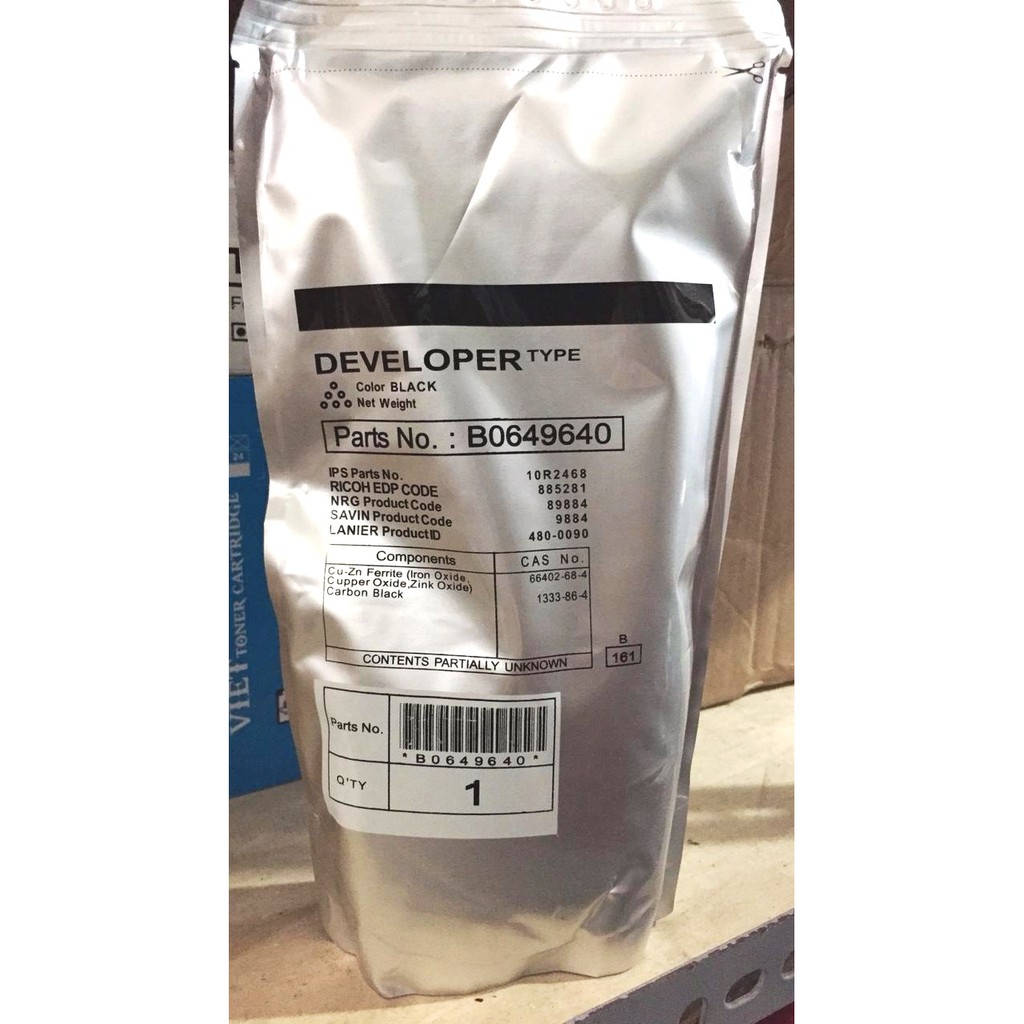 DEVELOPER TYPE
Color BLACK
Net Weight
Parts No. : B0649640
IPS Parts No. 10R2468
RICOH EDP CODE 885281
NRG Product Code 89884
SAVIN Product Code 9884
LANIER ProductID 480-0090
Components CAS No.
Cu-Zn Ferrite (Iron Oxide, 66402-68-4
Cupper Oxide,Zink Oxide)
Carbon Black 1333-86-4
CONTENTS PARTIALLY UNKNOWN
B
161
Parts No.
*B0649640*
Q'TY 1
24
VIET TONER CARTRIDGE